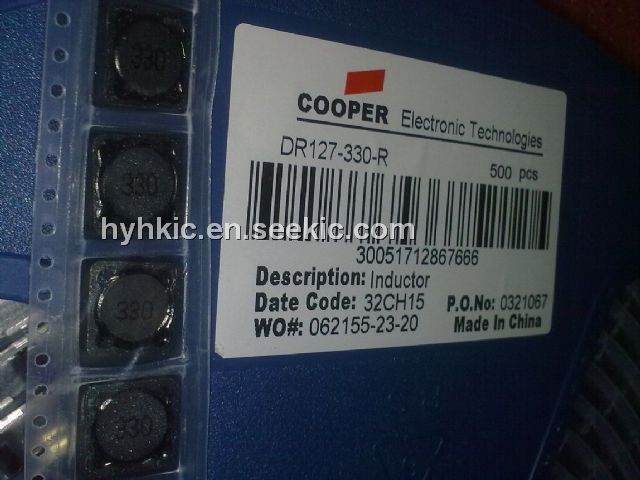 330
330
330
330
COOPER Electronic Technologies
DR127-330-R
500 pcs
30051712867666
Description: Inductor
Date Code: 32CH15 P.O.No: 0321067
WO#: 062155-23-20 Made In China
hyhkic.en.seekic.com